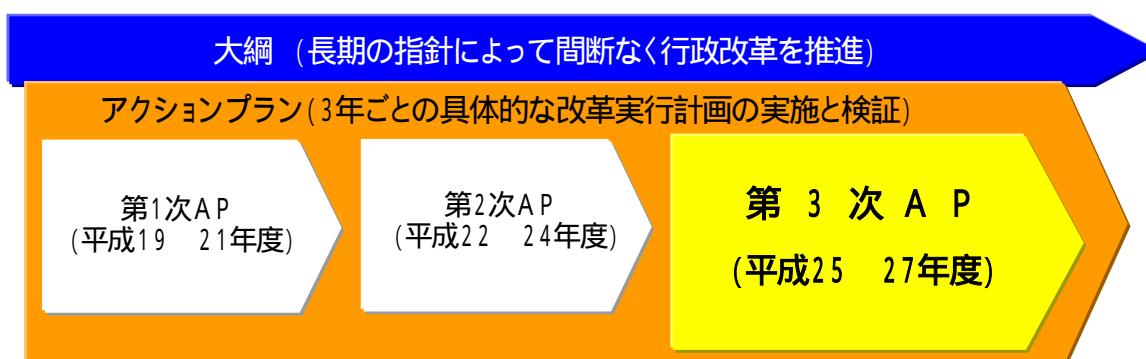 大綱 (長期の指針によって間断なく行政改革を推進)
アクションプラン(3年ごとの具体的な改革実行計画の実施と検証)
第1次AP
(平成19 21年度)
第2次AP
(平成22 24年度)
第 3 次 A P
(平成25 27年度)